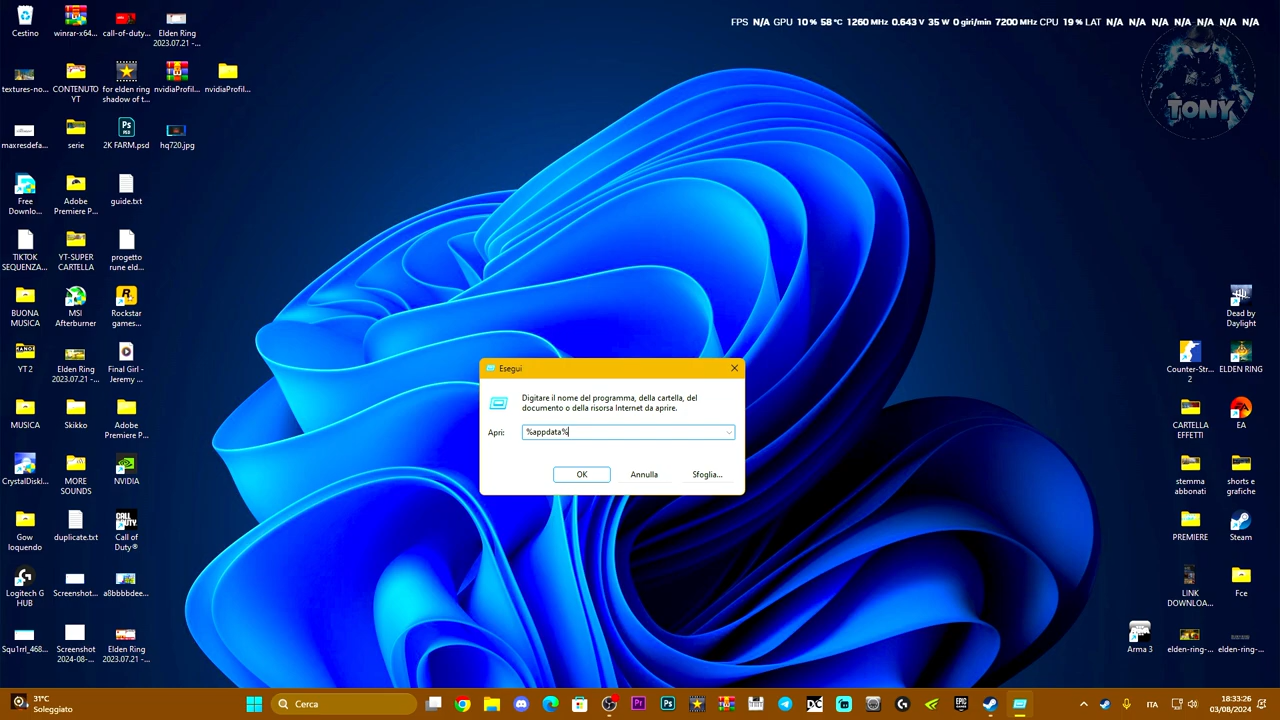 FPS N/A GPU 10 % 58 °C 1260 MHz 0.643 V 35 W 0 giri/min 7200 MHz CPU 19 % LAT N/A N/A N/A N/A N/A N/A N/A
TONY
Cestino
winrar-x64...
call-of-duty-...
Elden Ring
2023.07.21 -...
textures-no...
CONTENUTO
YT
for elden ring
shadow of t...
nvidiaProfil...
nvidiaProfil...
maxresdefa...
serie
2K FARM.psd
hq720.jpg
Free
Downlo...
Adobe
Premiere P...
guide.txt
TIKTOK
SEQUENZA...
YT-SUPER
CARTELLA
progetto
rune eld...
BUONA
MUSICA
MSI
Afterburner
Rockstar
games...
YT 2
Elden Ring
2023.07.21 -...
Final Girl -
Jeremy ...
MUSICA
Skikko
Adobe
Premiere P...
CrystalDiskI...
MORE
SOUNDS
NVIDIA
Gow
loquendo
duplicate.txt
Call of
Duty®
Logitech G
HUB
Screenshot...
a8bbbbdee...
Squ1rrl_468...
Screenshot
2024-08-...
Elden Ring
2023.07.21 -...
Esegui
Digitare il nome del programma, della cartella, del
documento o della risorsa Internet da aprire.
Apri:
%appdata%
OK
Annulla
Sfoglia...
Dead by
Daylight
Counter-Str...
2
ELDEN RING
CARTELLA
EFFETTI
EA
stemma
abbonati
shorts e
grafiche
PREMIERE
Steam
LINK
DOWNLOA...
Fce
Arma 3
elden-ring-...
elden-ring-...
31°C
Soleggiato
Cerca
ITA
18:33:26
03/08/2024